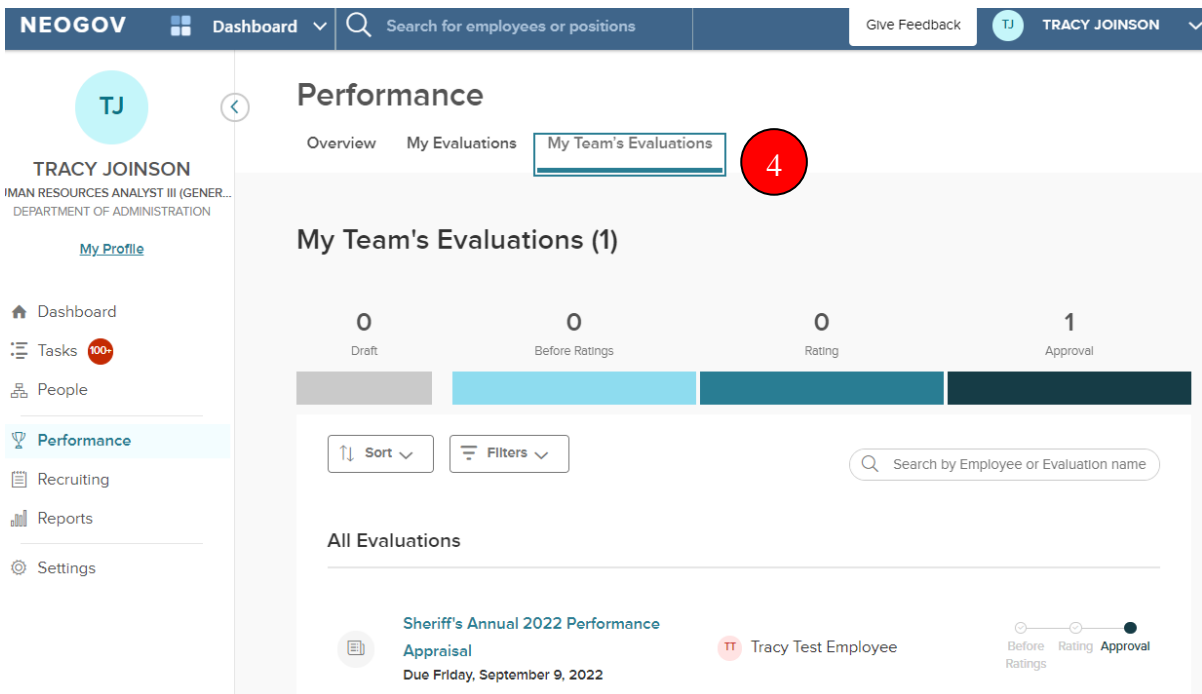 NEOGOV Dashboard Search for employees or positions Give Feedback TJ TRACY JOINSON
TJ
TRACY JOINSON
UMAN RESOURCES ANALYST III (GENER...
DEPARTMENT OF ADMINISTRATION
My Profile
Dashboard
Tasks 100+
People
Performance
Recruiting
Reports
Settings
Performance
Overview My Evaluations My Team's Evaluations 4
My Team's Evaluations (1)
0 0 0 1
Draft Before Ratings Rating Approval
Sort Filters Search by Employee or Evaluation name
All Evaluations
Sheriff's Annual 2022 Performance
Appraisal
Due Friday, September 9, 2022
TT Tracy Test Employee
Before Rating Approval
Ratings